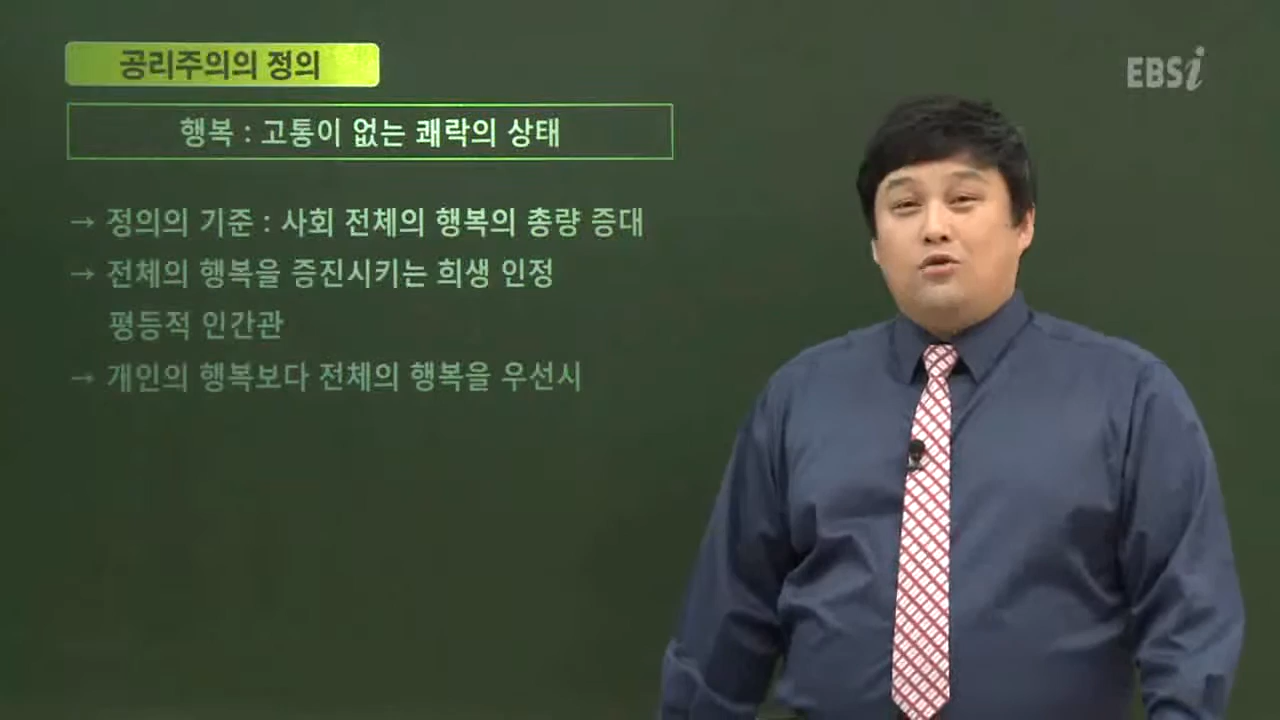 공리주의의 정의
EBSi
행복 : 고통이 없는 쾌락의 상태
→ 정의의 기준 : 사회 전체의 행복의 총량 증대
→ 전체의 행복을 증진시키는 희생 인정
평등적 인간관
→ 개인의 행복보다 전체의 행복을 우선시